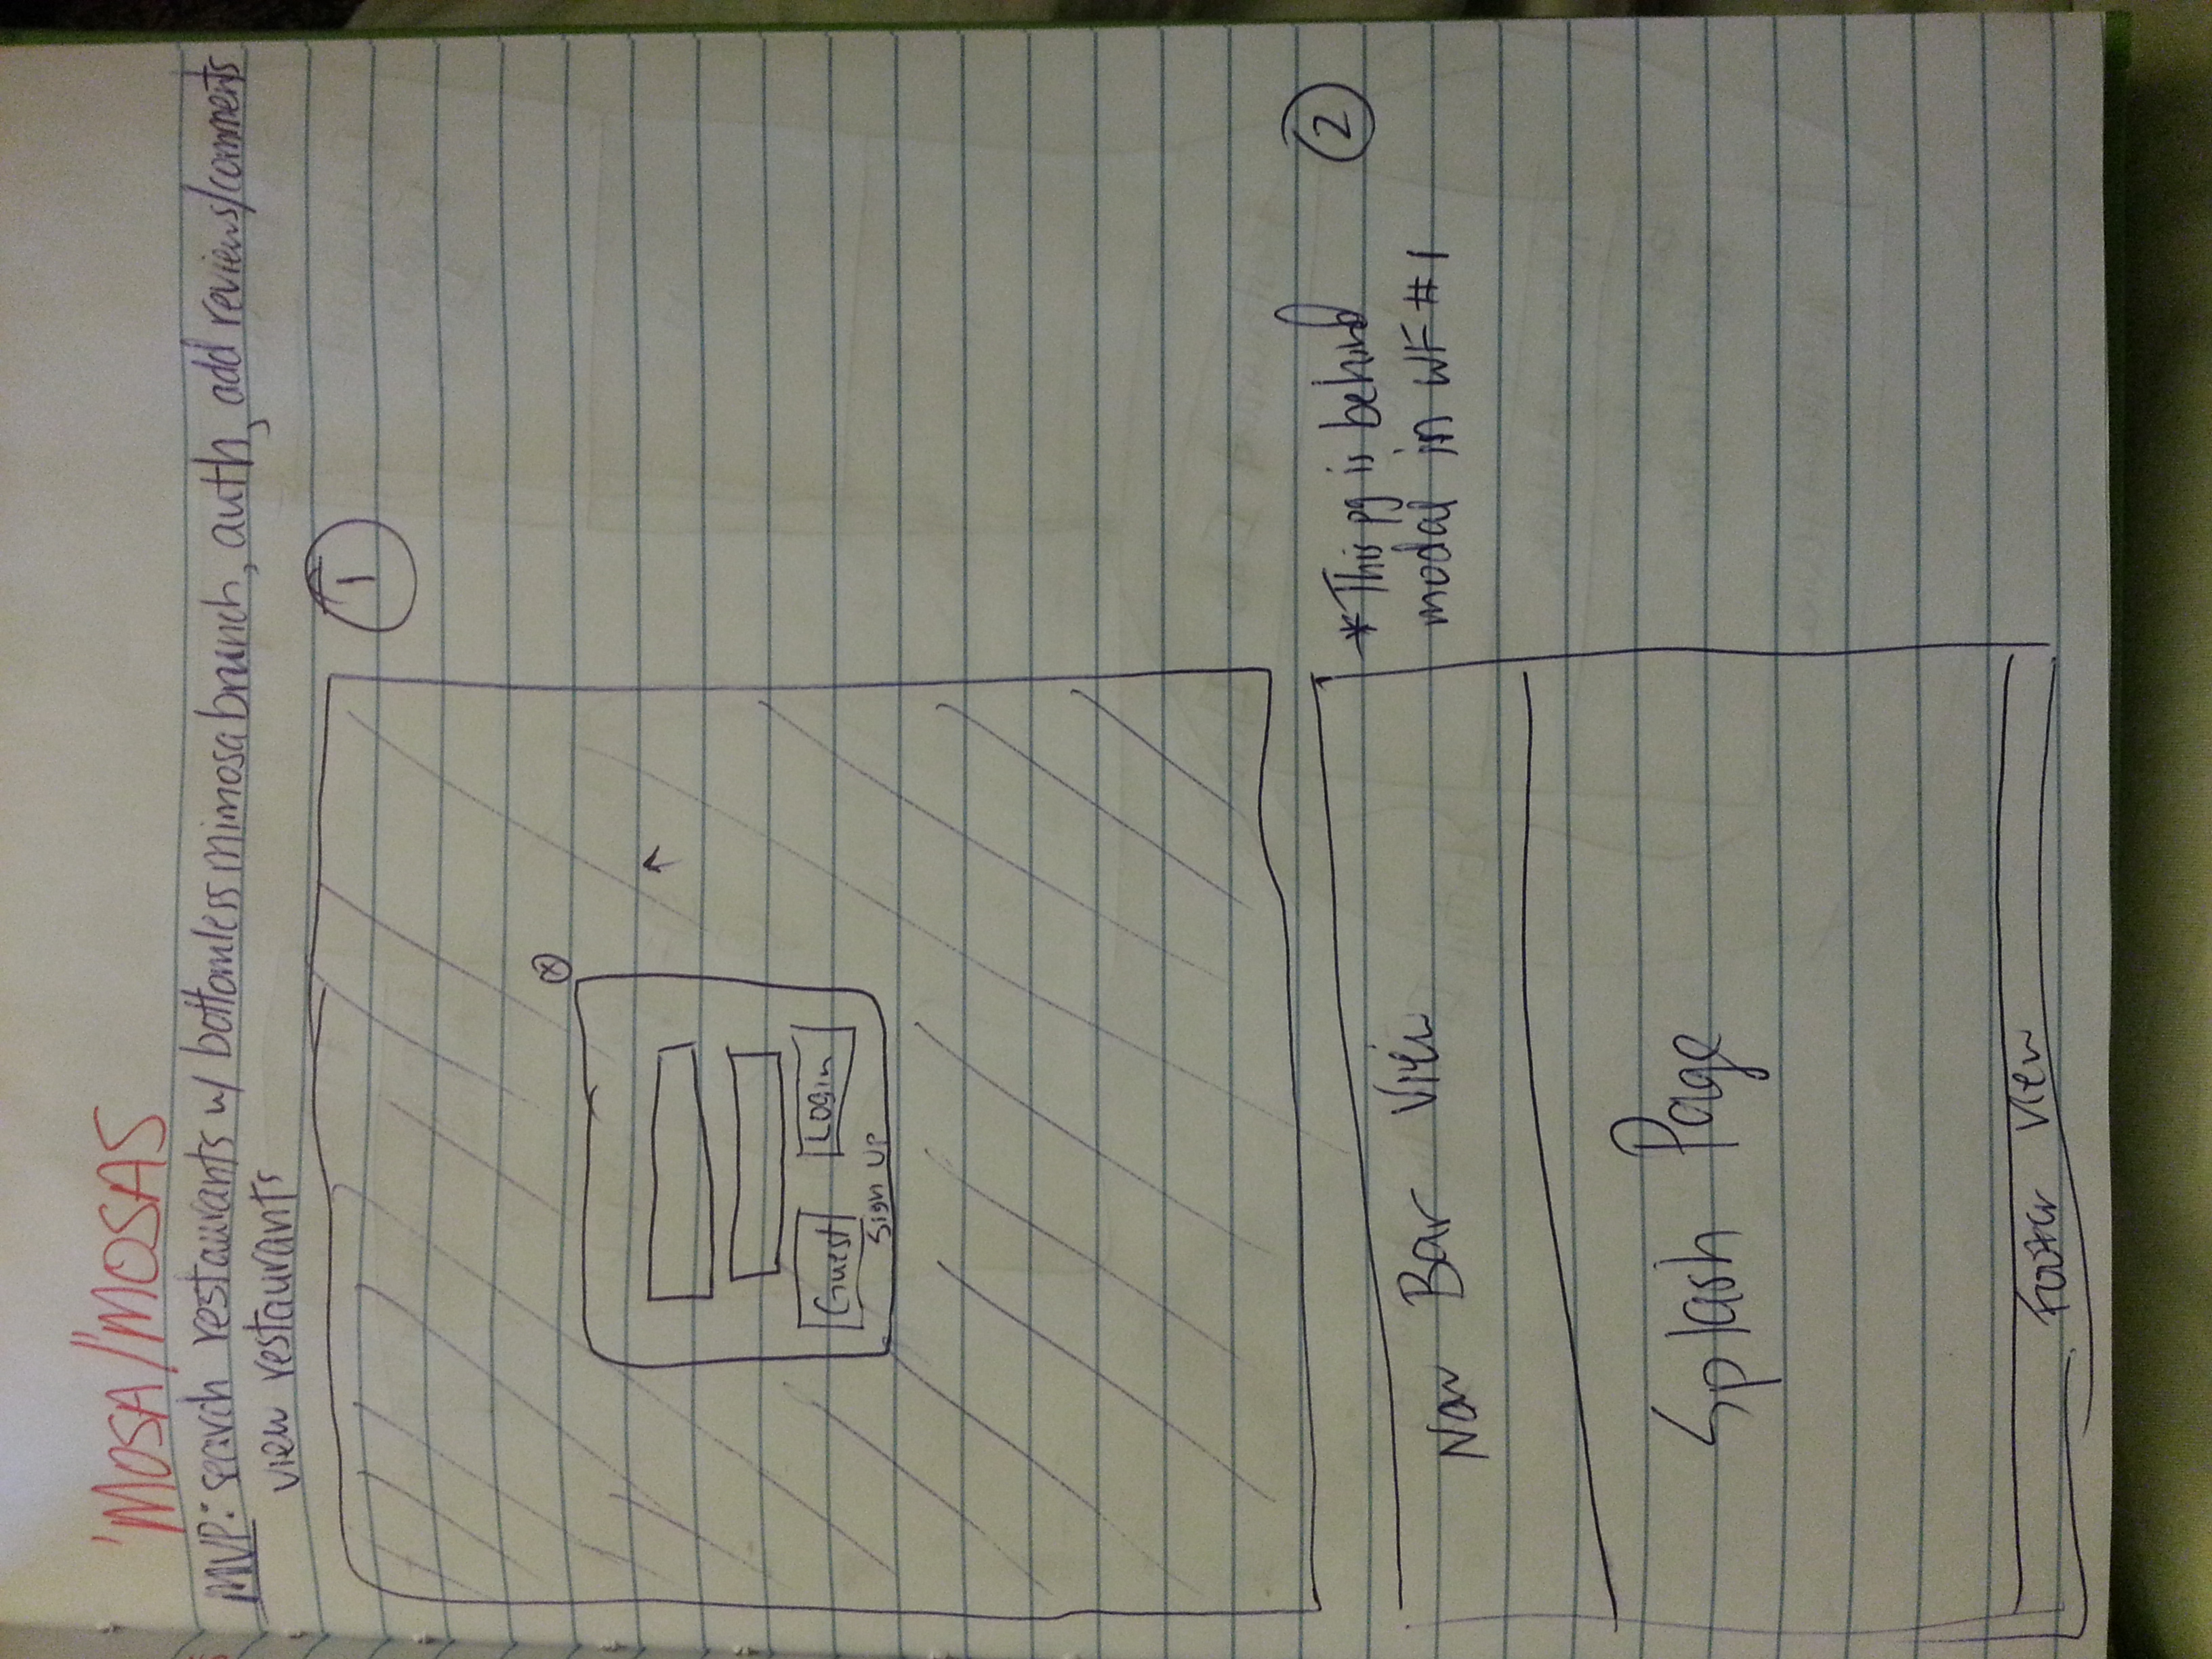 'MOSA/'MOSAS
MVP: search restaurants w/ bottomless mimosa brunch, auth, add reviews/comments
view restaurants
1
X
Guest
Login
Sign UP
2
*This pg is behind
modal in WF #1
Nav Bar View
Splash Page
Footer View